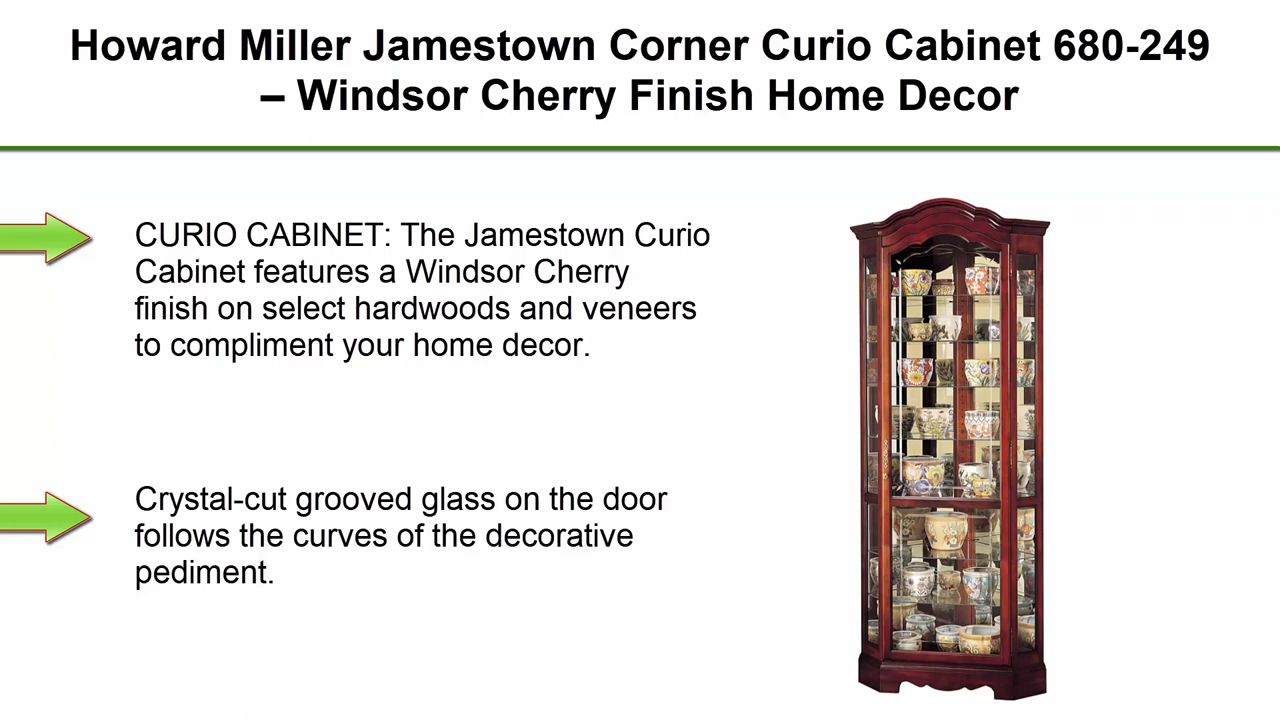 Howard Miller Jamestown Corner Curio Cabinet 680-249
– Windsor Cherry Finish Home Decor
CURIO CABINET: The Jamestown Curio
Cabinet features a Windsor Cherry
finish on select hardwoods and veneers
to compliment your home decor.
Crystal-cut grooved glass on the door
follows the curves of the decorative
pediment.